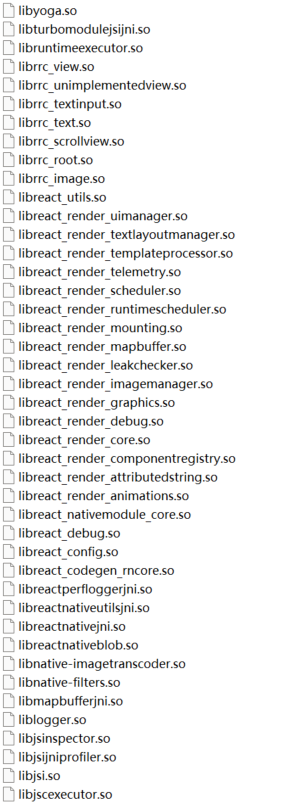 libyoga.so
libturbomodulejsijni.so
libruntimeexecutor.so
librrc_view.so
librrc_unimplementedview.so
librrc_textinput.so
librrc_text.so
librrc_scrollview.so
librrc_root.so
librrc_image.so
libreact_utils.so
libreact_render_uimanager.so
libreact_render_textlayoutmanager.so
libreact_render_templateprocessor.so
libreact_render_telemetry.so
libreact_render_scheduler.so
libreact_render_runtimescheduler.so
libreact_render_mounting.so
libreact_render_mapbuffer.so
libreact_render_leakchecker.so
libreact_render_imagemanager.so
libreact_render_graphics.so
libreact_render_debug.so
libreact_render_core.so
libreact_render_componentregistry.so
libreact_render_attributedstring.so
libreact_render_animations.so
libreact_nativemodule_core.so
libreact_debug.so
libreact_config.so
libreact_codegen_rncore.so
libreactperfloggerjni.so
libreactnativeutilsjni.so
libreactnativejni.so
libreactnativeblob.so
libnative-imagetranscoder.so
libnative-filters.so
libmapbufferjni.so
liblogger.so
libjsinspector.so
libjsijniprofiler.so
libjsi.so
libjscexecutor.so